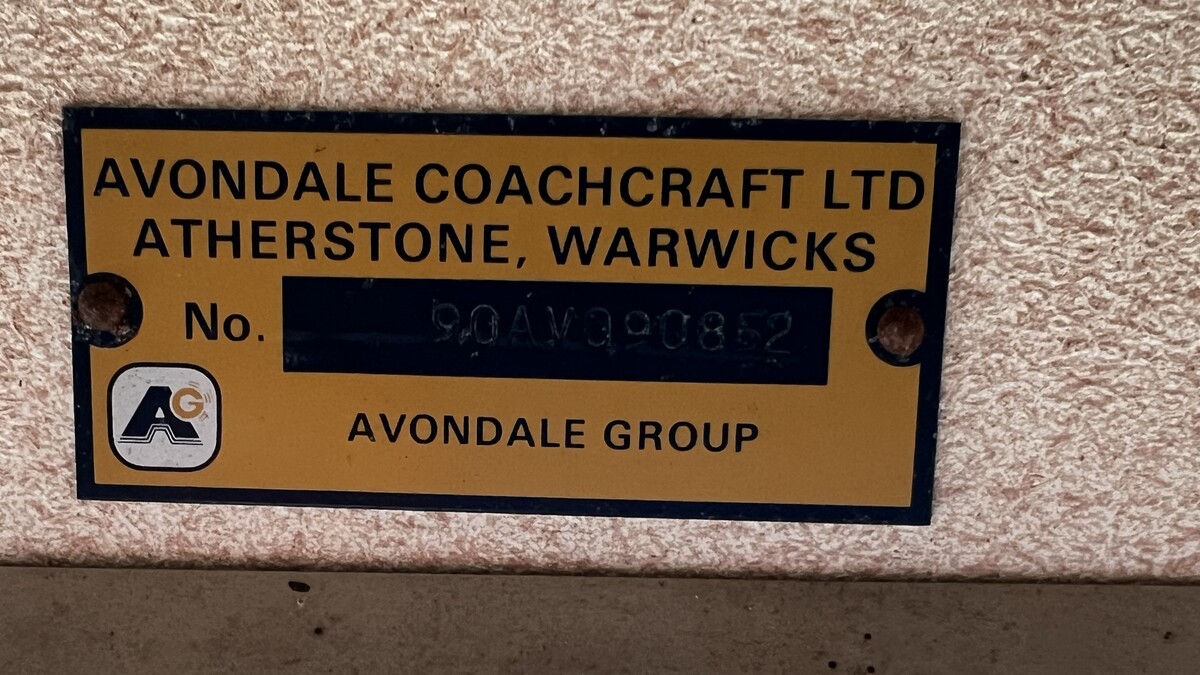 AVONDALE COACHCRAFT LTD
ATHERSTONE, WARWICKS
No. 90AV090852
AG
AVONDALE GROUP